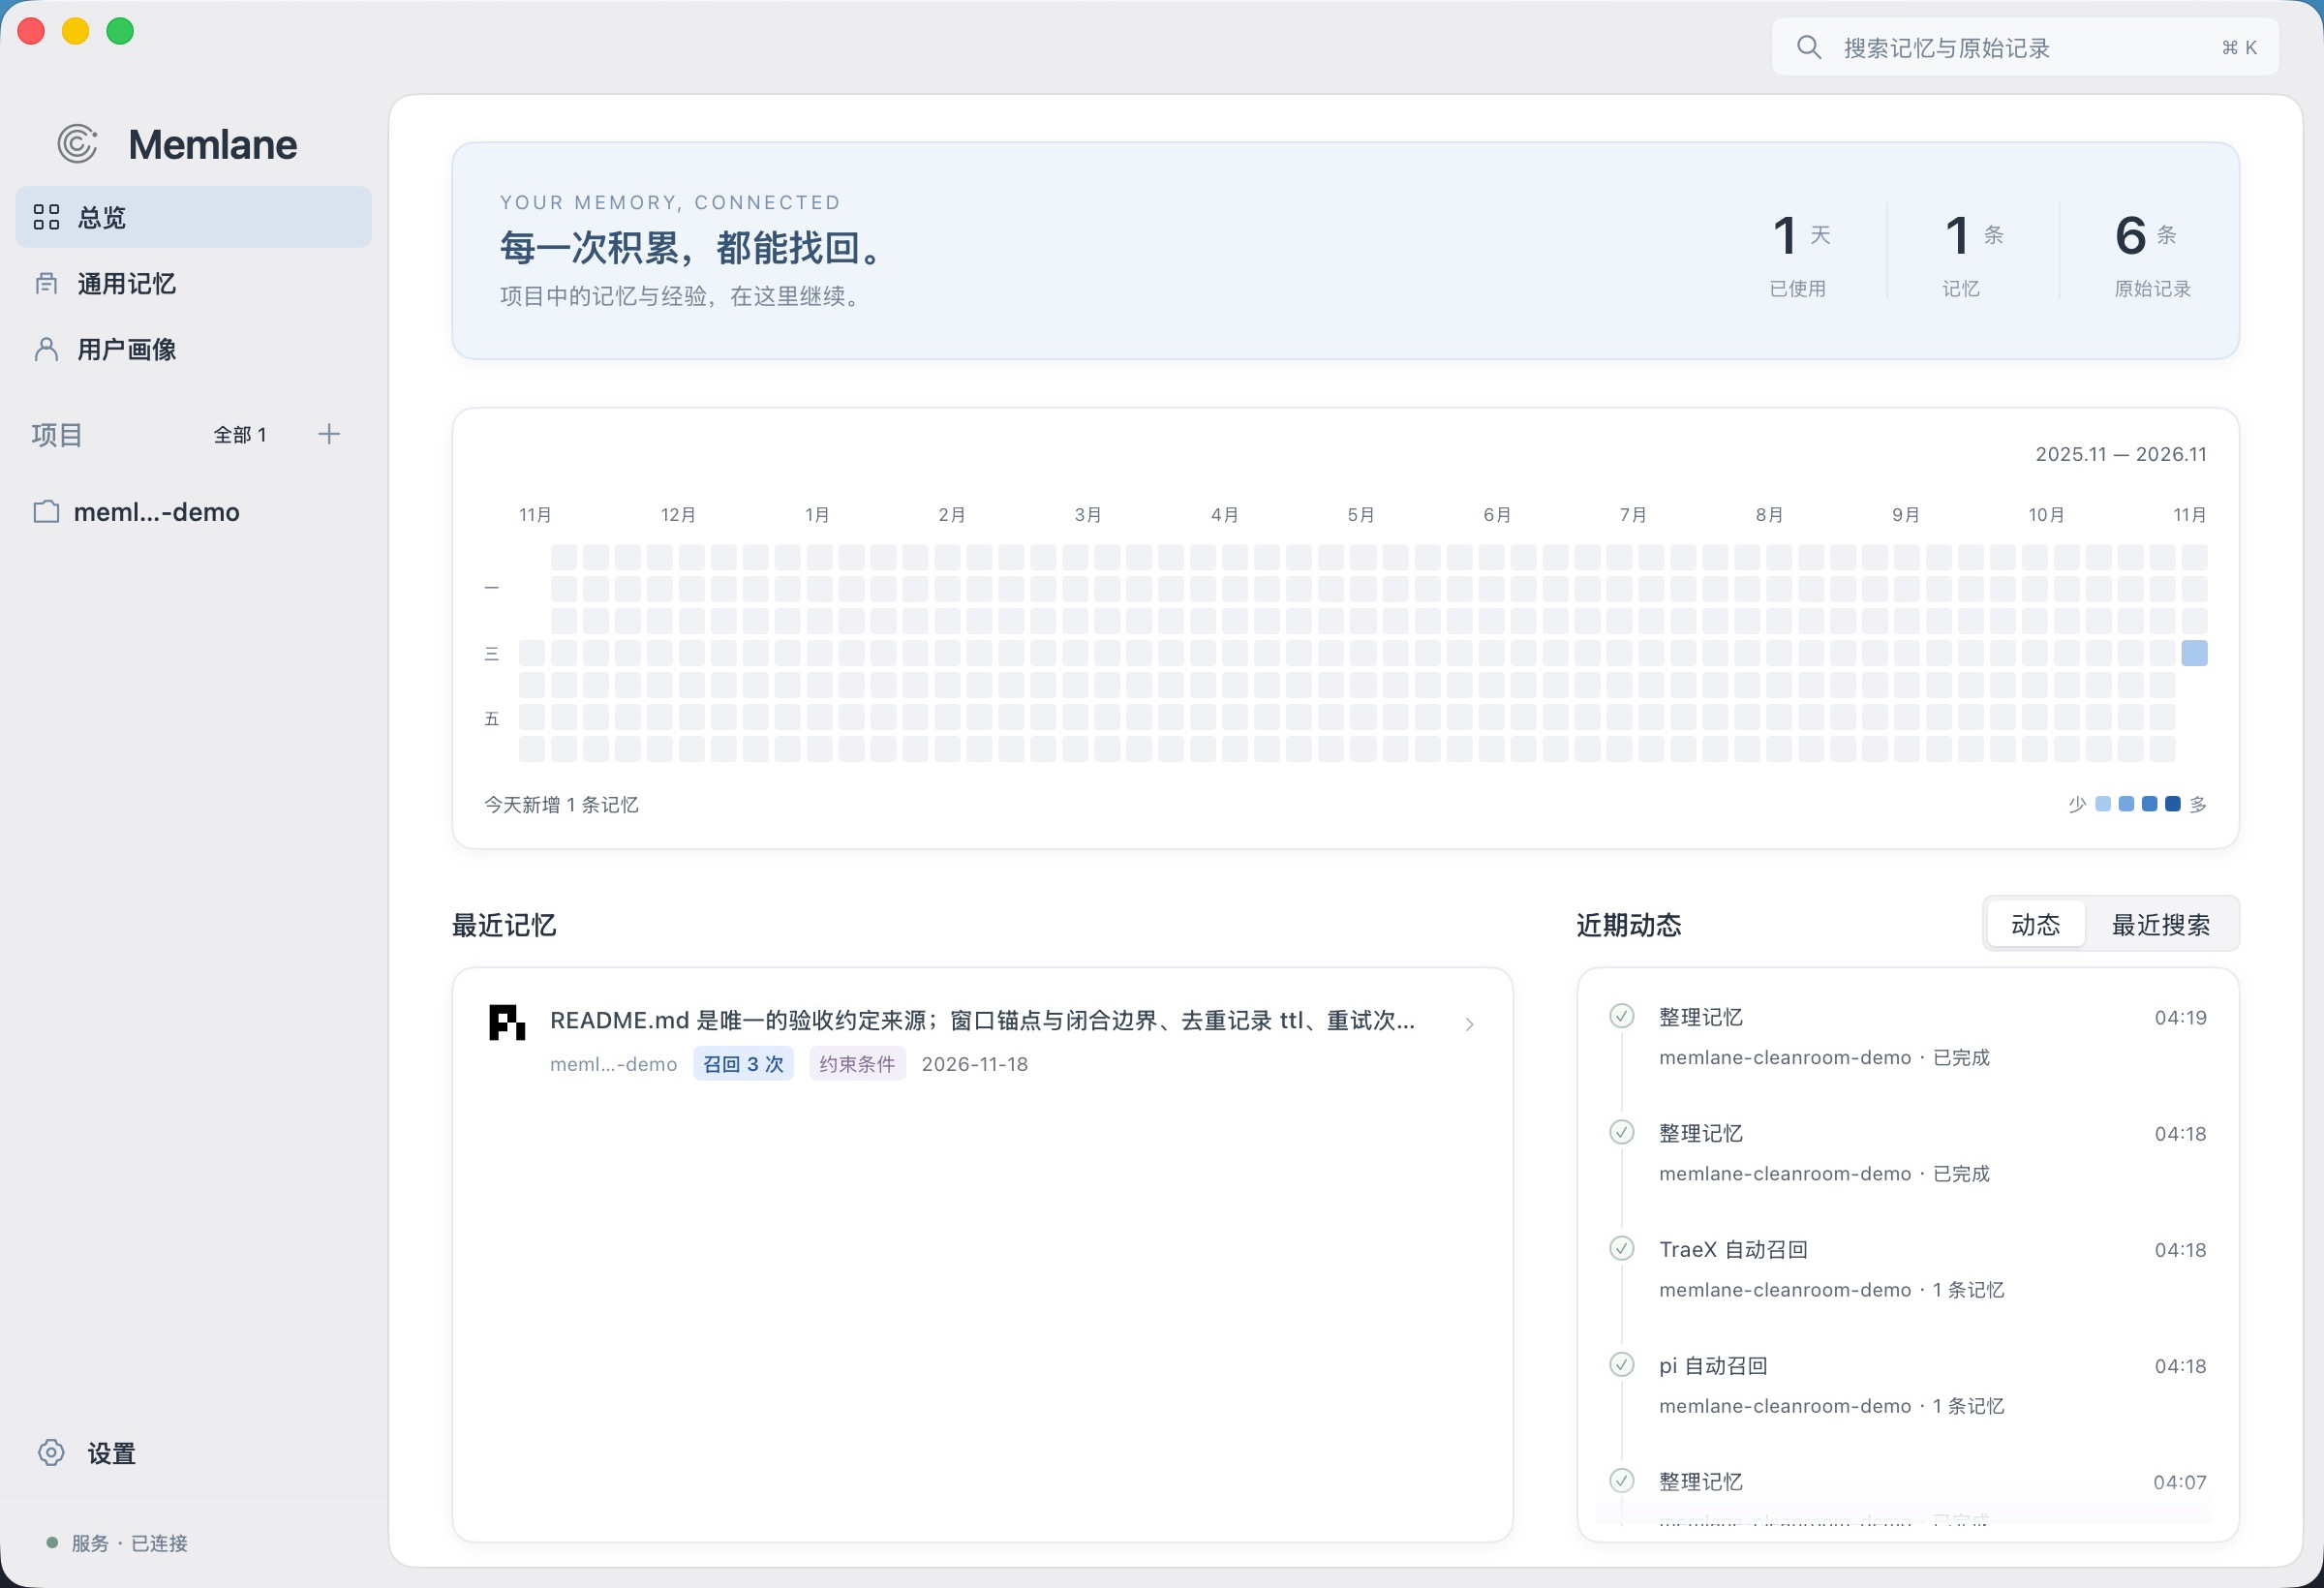 搜索记忆与原始记录 ⌘ K
Memlane
总览
通用记忆
用户画像
项目 全部 1
meml...-demo
设置
服务 · 已连接
YOUR MEMORY, CONNECTED
每一次积累，都能找回。
项目中的记忆与经验，在这里继续。
1 天
已使用
1 条
记忆
6 条
原始记录
2025.11 — 2026.11
11月 12月 1月 2月 3月 4月 5月 6月 7月 8月 9月 10月 11月
一
三
五
今天新增 1 条记忆
少 多
最近记忆
README.md 是唯一的验收约定来源；窗口锚点与闭合边界、去重记录 ttl、重试次...
meml...-demo 召回 3 次 约束条件 2026-11-18
近期动态
动态 最近搜索
整理记忆 04:19
memlane-cleanroom-demo · 已完成
整理记忆 04:18
memlane-cleanroom-demo · 已完成
TraeX 自动召回 04:18
memlane-cleanroom-demo · 1 条记忆
pi 自动召回 04:18
memlane-cleanroom-demo · 1 条记忆
整理记忆 04:07
memlane-cleanroom-demo · 已完成